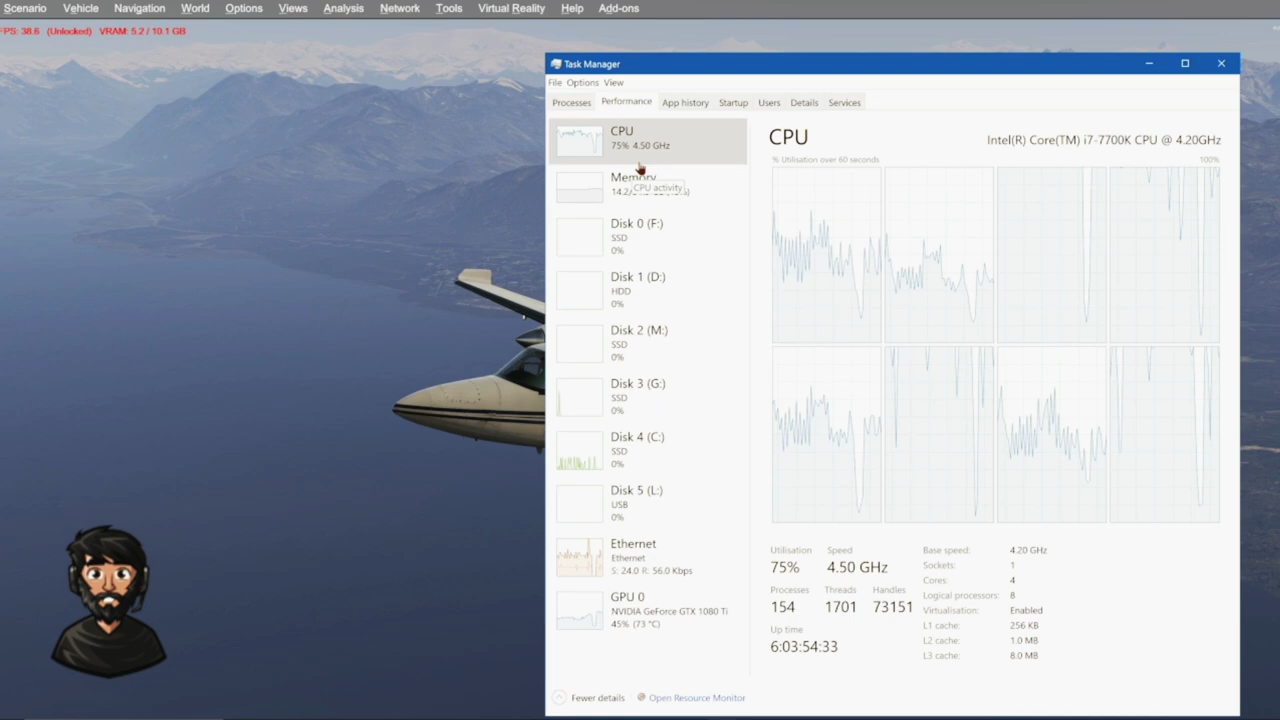 Scenario Vehicle Navigation World Options Views Analysis Network Tools Virtual Reality Help Add-ons
FPS: 38.6 (Unlocked) VRAM: 5.2 / 10.1 GB
Task Manager
File Options View
Processes Performance App history Startup Users Details Services
CPU
75% 4.50 GHz
Memory
CPU activity
Disk 0 (F:)
SSD
0%
Disk 1 (D:)
HDD
0%
Disk 2 (M:)
SSD
0%
Disk 3 (G:)
SSD
0%
Disk 4 (C:)
SSD
0%
Disk 5 (L:)
USB
0%
Ethernet
Ethernet
S: 24.0 R: 56.0 Kbps
GPU 0
NVIDIA GeForce GTX 1080 Ti
45% (73 °C)
CPU Intel(R) Core(TM) i7-7700K CPU @ 4.20GHz
% Utilisation over 60 seconds 100%
Utilisation Speed
75% 4.50 GHz
Processes Threads Handles
154 1701 73151
Up time
6:03:54:33
Base speed: 4.20 GHz
Sockets: 1
Cores: 4
Logical processors: 8
Virtualisation: Enabled
L1 cache: 256 KB
L2 cache: 1.0 MB
L3 cache: 8.0 MB
Fewer details Open Resource Monitor